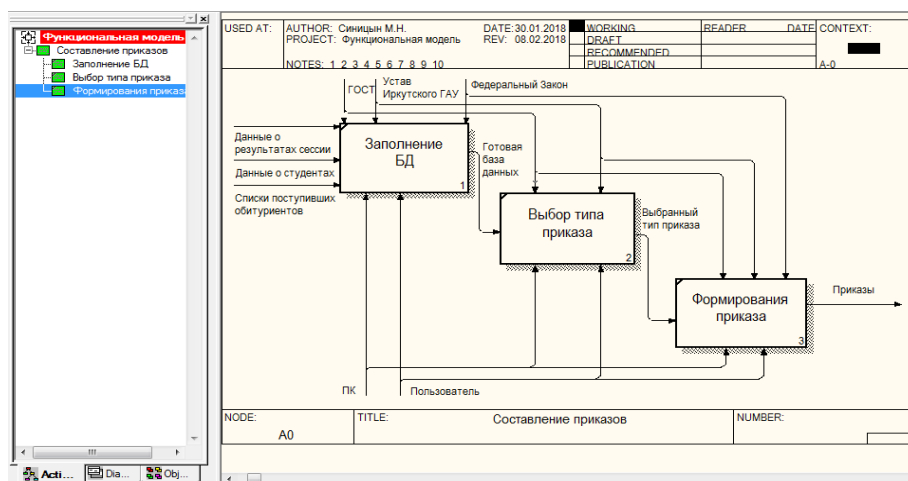 Функциональная модель
Составление приказов
Заполнение БД
Выбор типа приказа
Формирования приказ
Acti...
Dia...
Obj...
USED AT:
AUTHOR: Синицын М.Н.
DATE: 30.01.2018
PROJECT: Функциональная модель
REV: 08.02.2018
NOTES: 1 2 3 4 5 6 7 8 9 10
WORKING
DRAFT
RECOMMENDED
PUBLICATION
READER
DATE
CONTEXT:
A-0
ГОСТ
Устав
Иркутского ГАУ
Федеральный Закон
Данные о
результатах сессии
Данные о студентах
Списки поступивших
обитуриентов
Заполнение
БД
1
Готовая
база
данных
Выбор типа
приказа
2
Выбранный
тип приказа
Формирования
приказа
3
Приказы
ПК
Пользователь
NODE:
A0
TITLE:
Составление приказов
NUMBER: